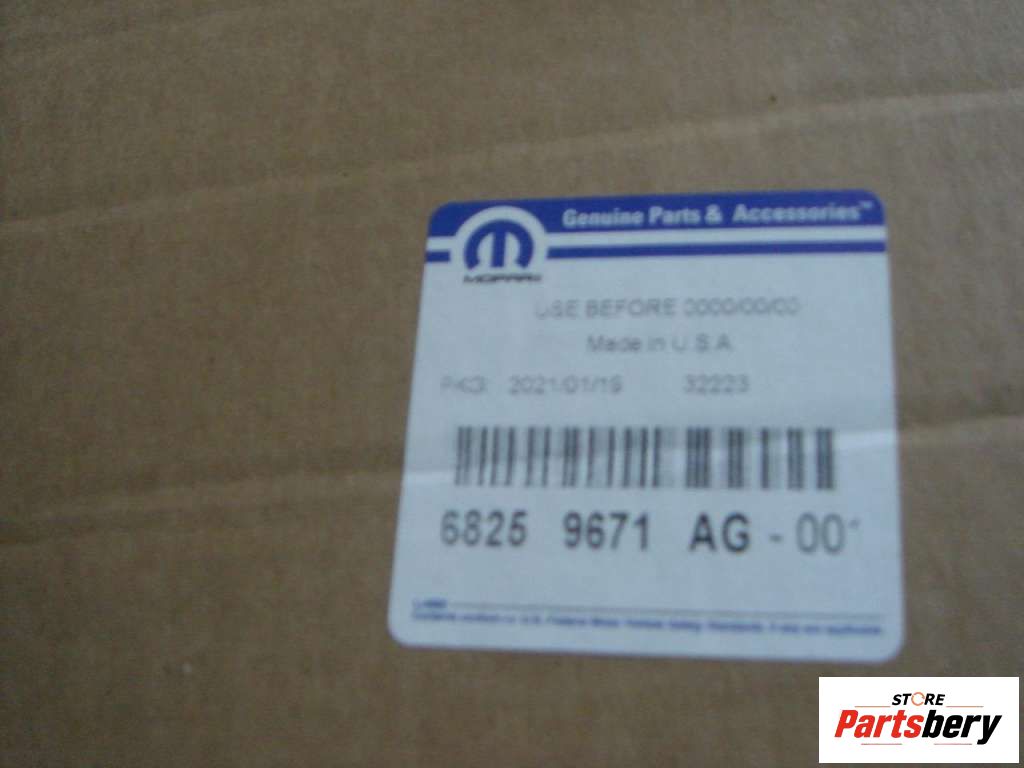 Genuine Parts & Accessories™
MOPAR
USE BEFORE 0000/00/00
Made in U.S.A
PKG: 2021/01/19 32223
6825 9671 AG - 00
STORE
Partsbery